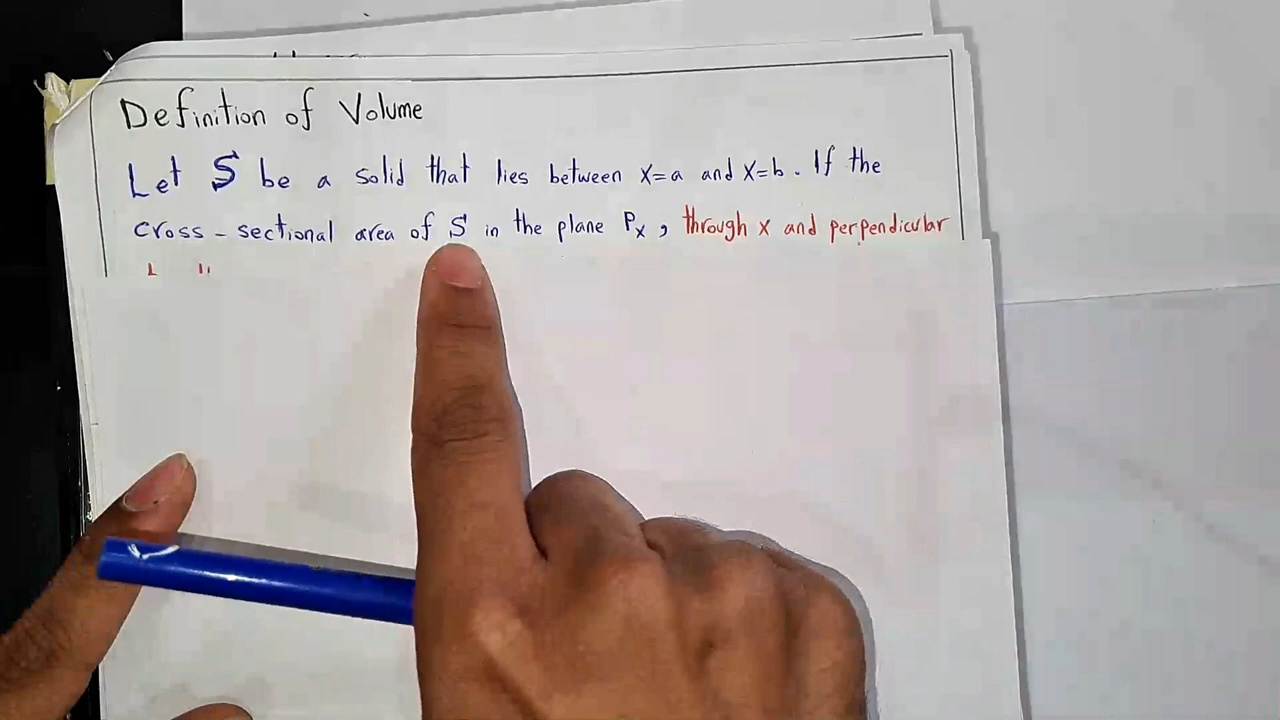 Definition of Volume
Let S be a solid that lies between x=a and x=b. If the
cross-sectional area of S in the plane Px, through x and perpendicular